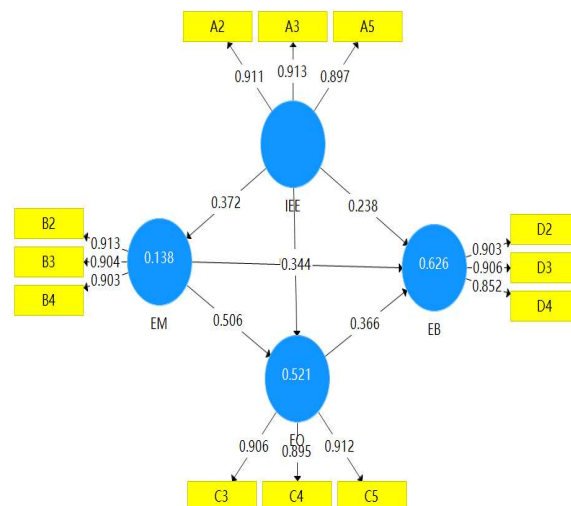 A2 A3 A5
0.911 0.913 0.897
IEE
0.372 0.238
B2
B3
B4
0.913
0.904
0.903
0.138
EM
0.344
0.626
EB
0.903
0.906
0.852
D2
D3
D4
0.506 0.366
0.521
EO
0.906 0.895 0.912
C3 C4 C5